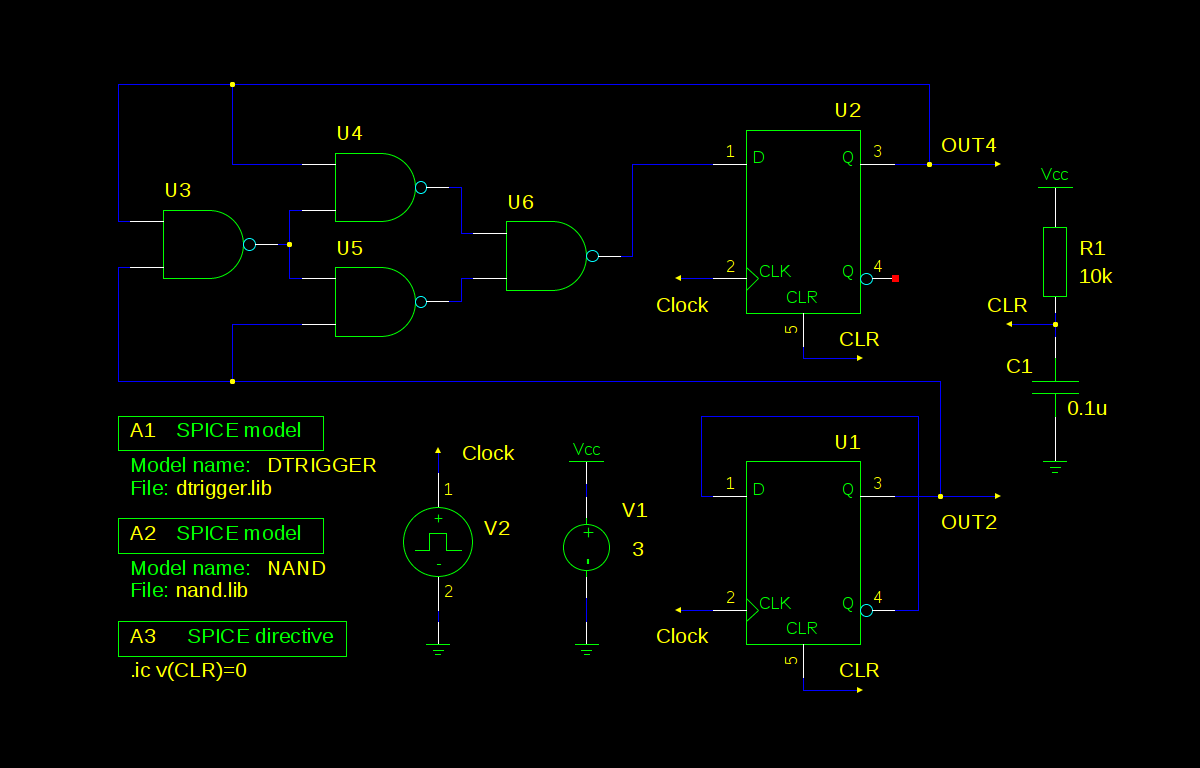 U2
U4
1 D Q 3 OUT4
Vcc
U3
U6
U5
R1
10k
2 CLK Q 4
Clock
CLR
CLR
5
CLR
C1
0.1u
A1 SPICE model
Model name: DTRIGGER
File: dtrigger.lib
A2 SPICE model
Model name: NAND
File: nand.lib
A3 SPICE directive
.ic v(CLR)=0
Clock
1
+
-
2
V2
Vcc
+
-
V1
3
U1
1 D Q 3
OUT2
2 CLK Q 4
Clock
CLR
5
CLR